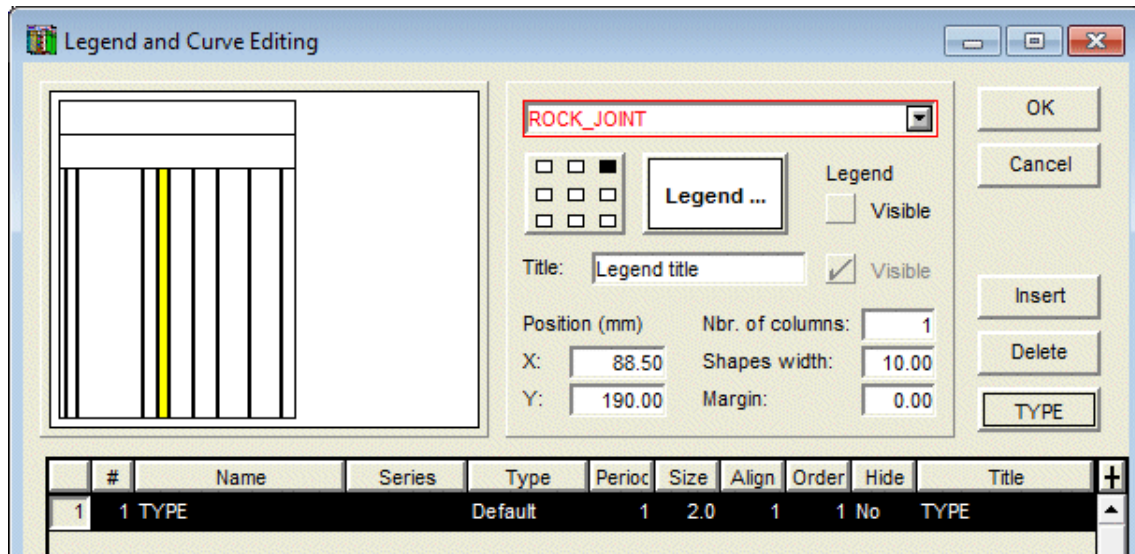 Legend and Curve Editing
ROCK_JOINT
OK
Cancel
Legend ...
Legend
Visible
Title: Legend title Visible
Position (mm) Nbr. of columns: 1
X: 88.50 Shapes width: 10.00
Y: 190.00 Margin: 0.00
Insert
Delete
TYPE
# Name Series Type Perioc Size Align Order Hide Title +
1 1 TYPE Default 1 2.0 1 1 No TYPE